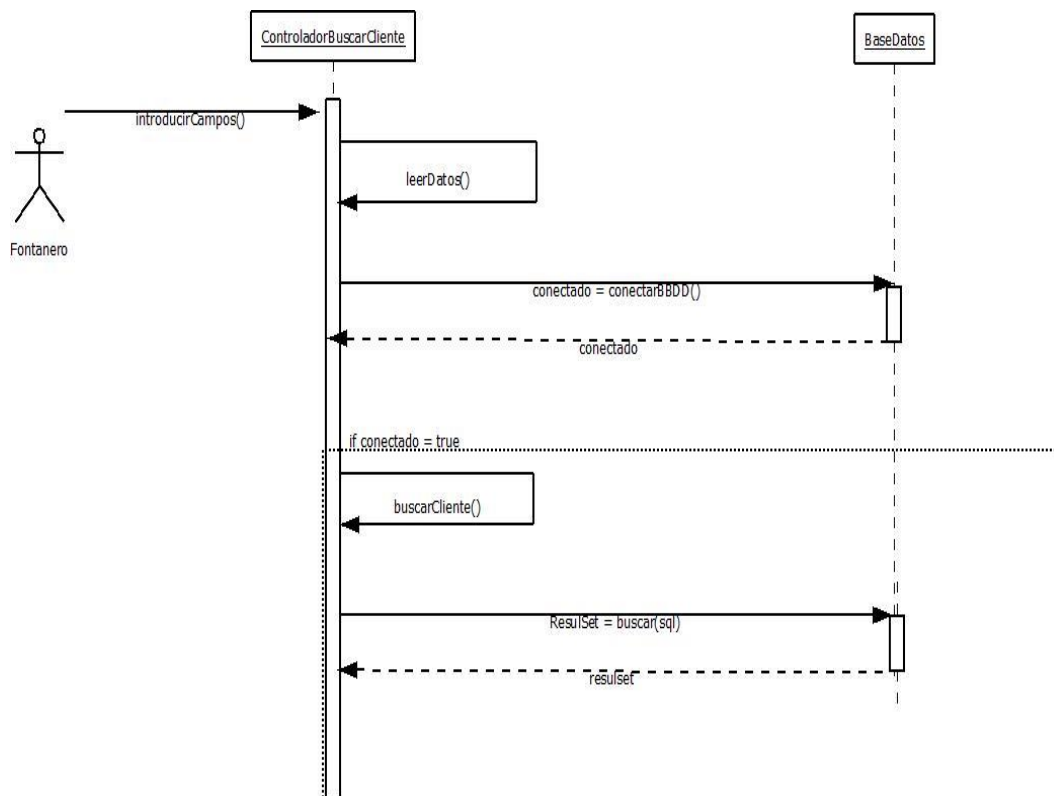 ControladorBuscarCliente
BaseDatos
introducirCampos()
leerDatos()
Fontanero
conectado = conectarBBDD()
conectado
if conectado = true
buscarCliente()
ResulSet = buscar(sql)
resulset